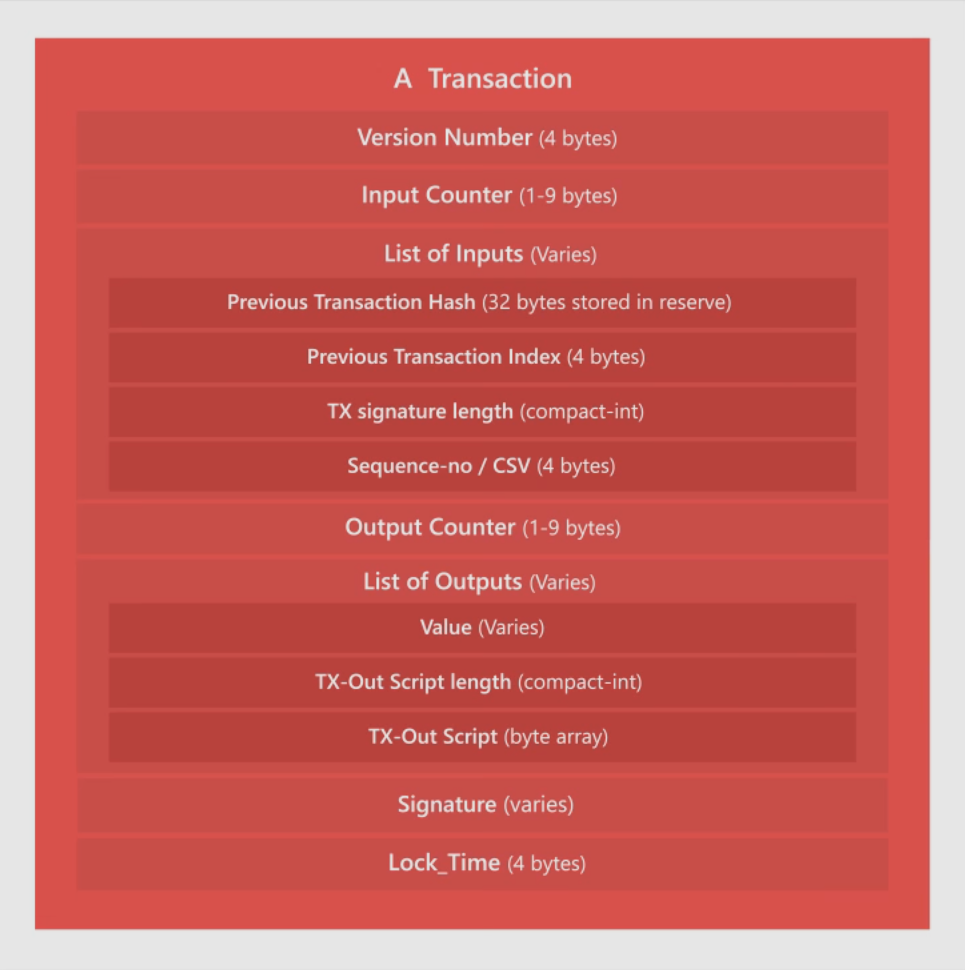 A Transaction
Version Number (4 bytes)
Input Counter (1-9 bytes)
List of Inputs (Varies)
Previous Transaction Hash (32 bytes stored in reserve)
Previous Transaction Index (4 bytes)
TX signature length (compact-int)
Sequence-no / CSV (4 bytes)
Output Counter (1-9 bytes)
List of Outputs (Varies)
Value (Varies)
TX-Out Script length (compact-int)
TX-Out Script (byte array)
Signature (varies)
Lock_Time (4 bytes)